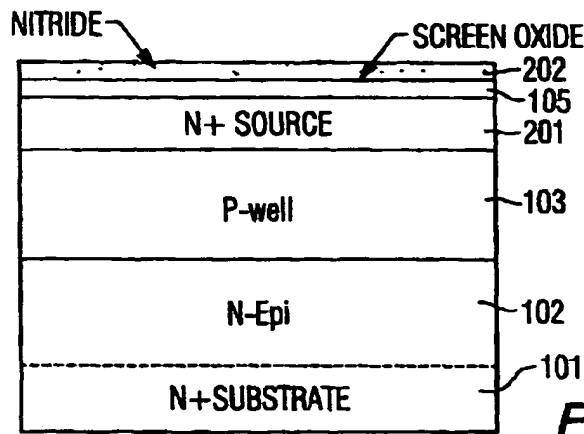 NITRIDE
SCREEN OXIDE
202
105
N+ SOURCE
201
P-well
103
N-Epi
102
101
N+SUBSTRATE